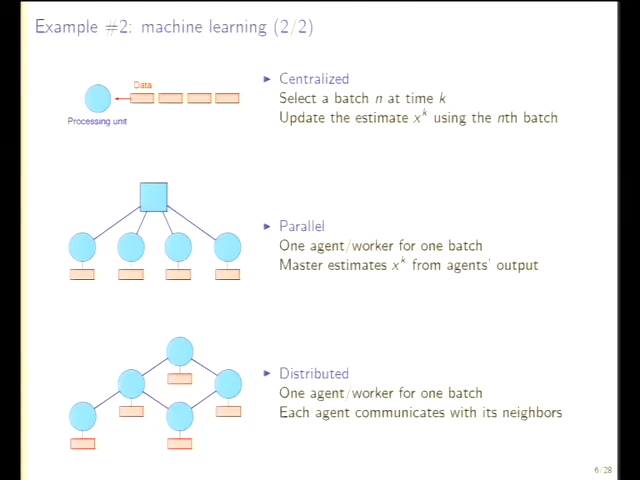 Example #2: machine learning (2/2)
Data
Processing unit
▶ Centralized
Select a batch n at time k
Update the estimate x^k using the nth batch
▶ Parallel
One agent/worker for one batch
Master estimates x^k from agents' output
▶ Distributed
One agent/worker for one batch
Each agent communicates with its neighbors
6/28